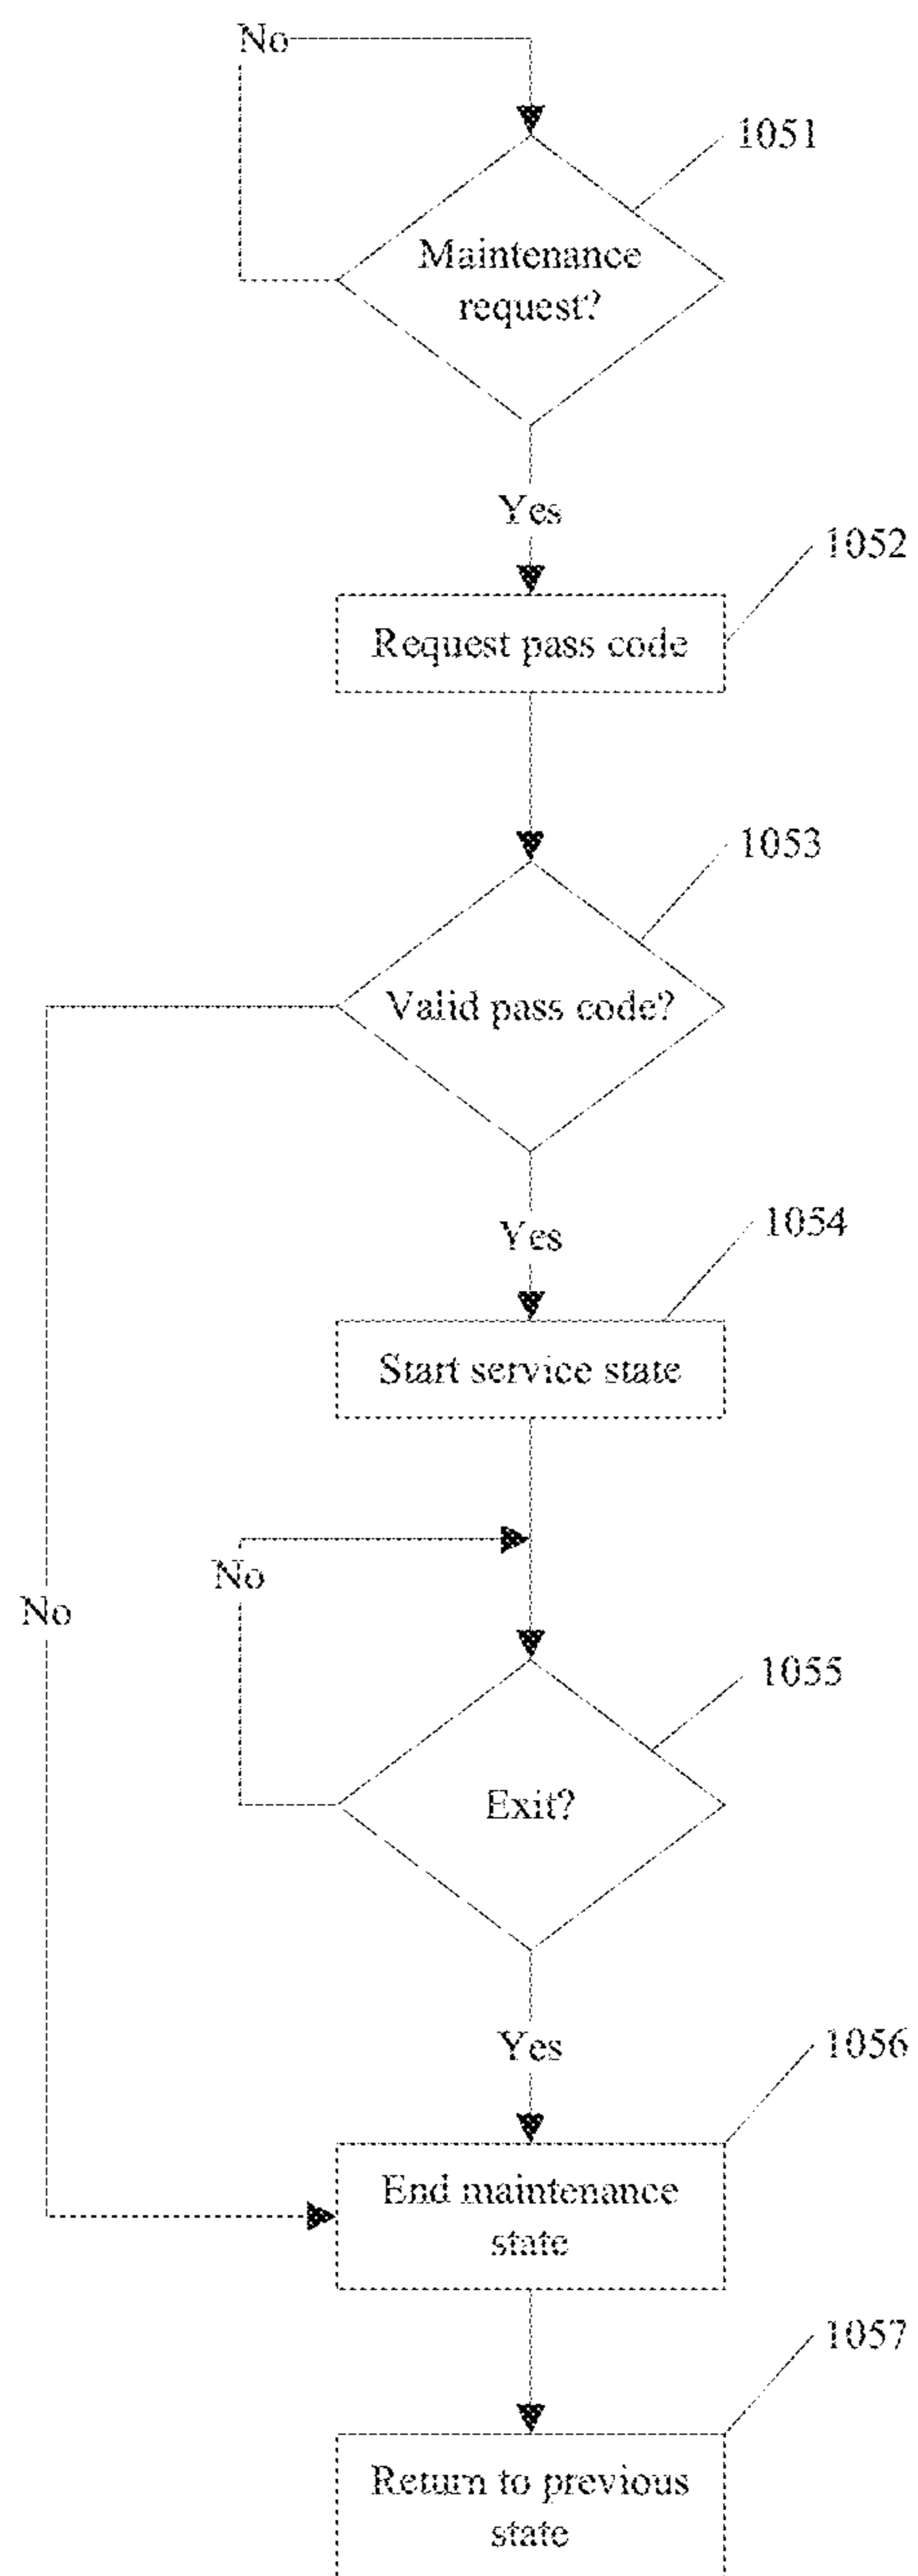 No
1051
Maintenance
request?
Yes
1052
Request pass code
1053
Valid pass code?
Yes
1054
Start service state
No
No
1055
Exit?
Yes
1056
End maintenance
state
1057
Return to previous
state